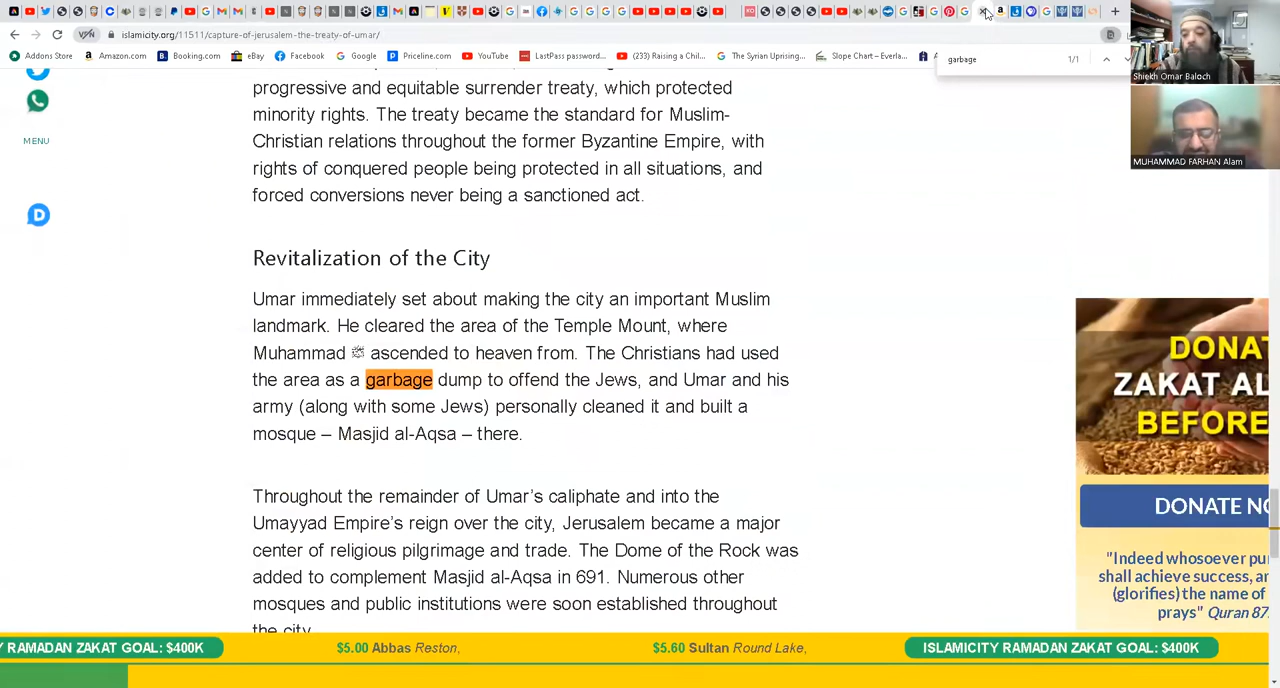 islamicity.org/11511/capture-of-jerusalem-the-treaty-of-umar/
Addons Store
Amazon.com
Booking.com
eBay
Facebook
Google
Priceline.com
YouTube
LastPass password...
(233) Raising a Chil...
The Syrian Uprising...
Slope Chart – Everla...
garbage
1/1
Shiekh Omar Baloch
MUHAMMAD FARHAN Alam
MENU
progressive and equitable surrender treaty, which protected
minority rights. The treaty became the standard for Muslim-
Christian relations throughout the former Byzantine Empire, with
rights of conquered people being protected in all situations, and
forced conversions never being a sanctioned act.
Revitalization of the City
Umar immediately set about making the city an important Muslim
landmark. He cleared the area of the Temple Mount, where
Muhammad ﷺ ascended to heaven from. The Christians had used
the area as a garbage dump to offend the Jews, and Umar and his
army (along with some Jews) personally cleaned it and built a
mosque – Masjid al-Aqsa – there.
Throughout the remainder of Umar's caliphate and into the
Umayyad Empire's reign over the city, Jerusalem became a major
center of religious pilgrimage and trade. The Dome of the Rock was
added to complement Masjid al-Aqsa in 691. Numerous other
mosques and public institutions were soon established throughout
the city.
DONAT
ZAKAT AL
BEFORE
DONATE NO
"Indeed whosoever pu
shall achieve success, a
(glorifies) the name of
prays" Quran 87
Y RAMADAN ZAKAT GOAL: $400K
$5.00 Abbas Reston,
$5.60 Sultan Round Lake,
ISLAMICITY RAMADAN ZAKAT GOAL: $400K